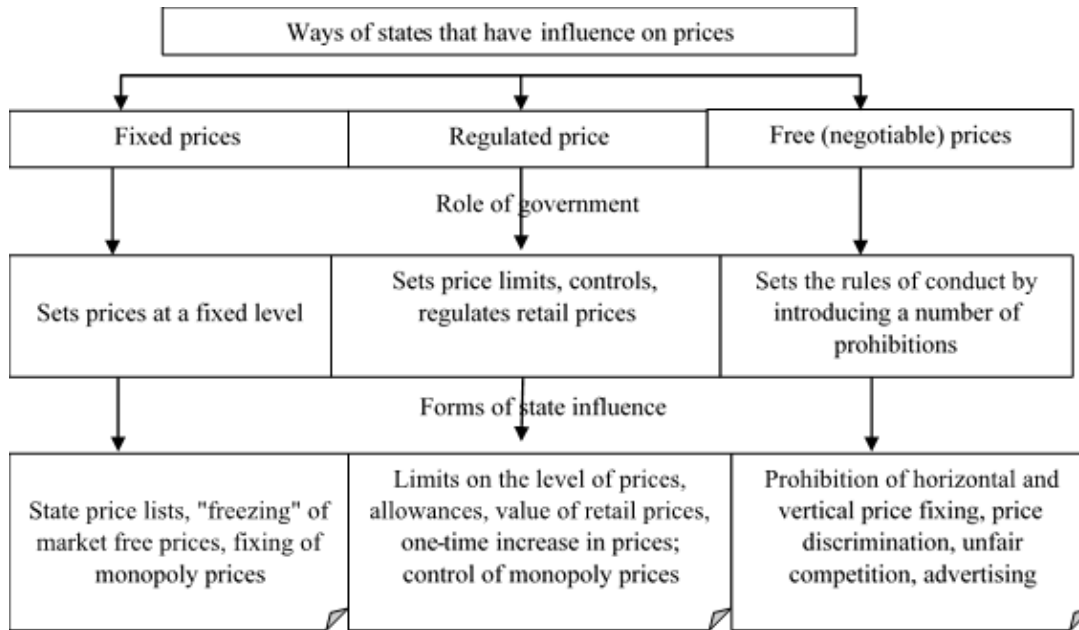 Ways of states that have influence on prices
Fixed prices
Regulated price
Free (negotiable) prices
Role of government
Sets prices at a fixed level
Sets price limits, controls,
regulates retail prices
Sets the rules of conduct by
introducing a number of
prohibitions
Forms of state influence
State price lists, "freezing" of
market free prices, fixing of
monopoly prices
Limits on the level of prices,
allowances, value of retail prices,
one-time increase in prices;
control of monopoly prices
Prohibition of horizontal and
vertical price fixing, price
discrimination, unfair
competition, advertising